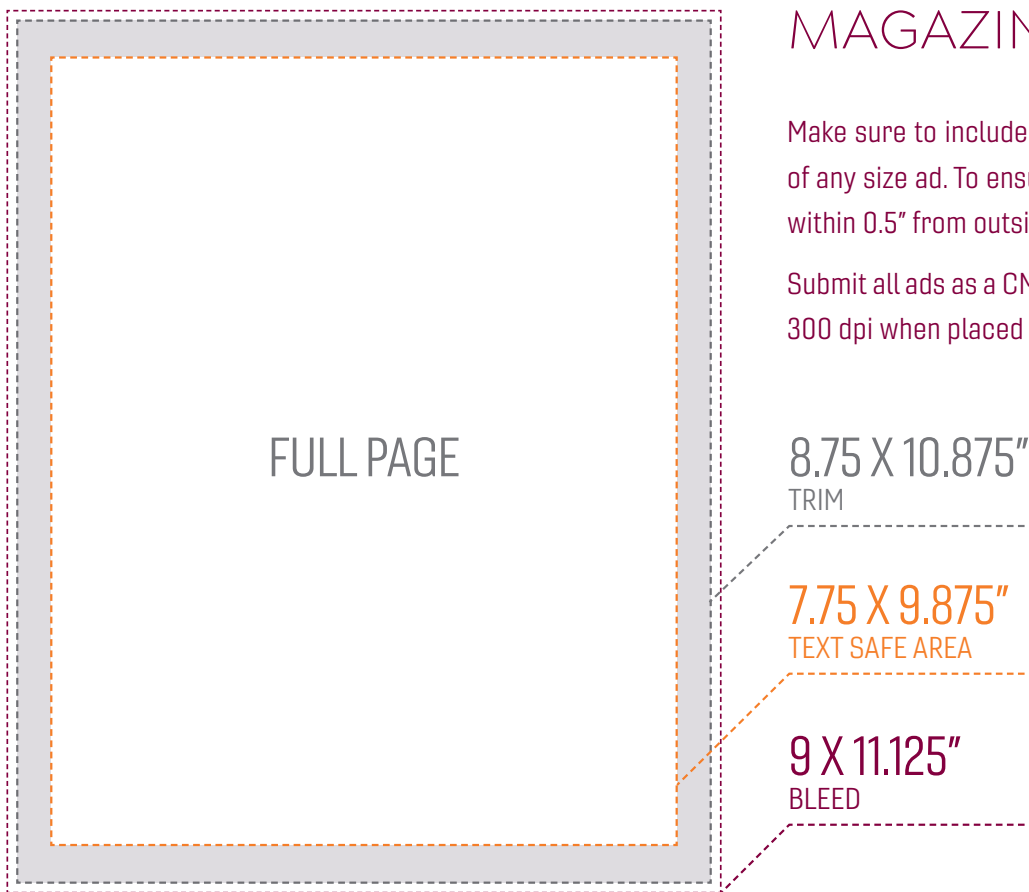 MAGAZIN
Make sure to include
of any size ad. To ensu
within 0.5” from outsi
Submit all ads as a CM
300 dpi when placed
FULL PAGE
8.75 X 10.875”
TRIM
7.75 X 9.875”
TEXT SAFE AREA
9 X 11.125”
BLEED